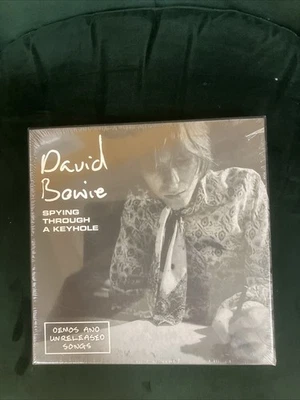 David
Bowie
SPYING
THROUGH
A KEYHOLE
DEMOS AND
UNRELEASED
SONGS